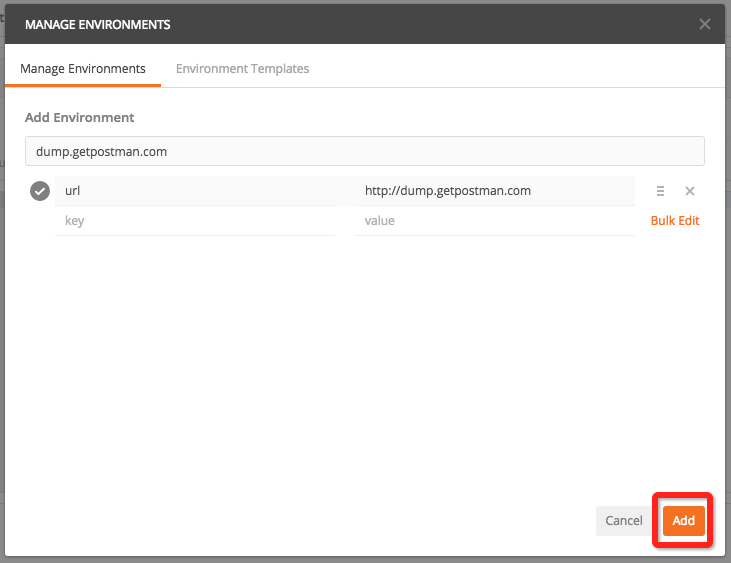 MANAGE ENVIRONMENTS
Manage Environments Environment Templates
Add Environment
dump.getpostman.com
url http://dump.getpostman.com
key value Bulk Edit
Cancel Add